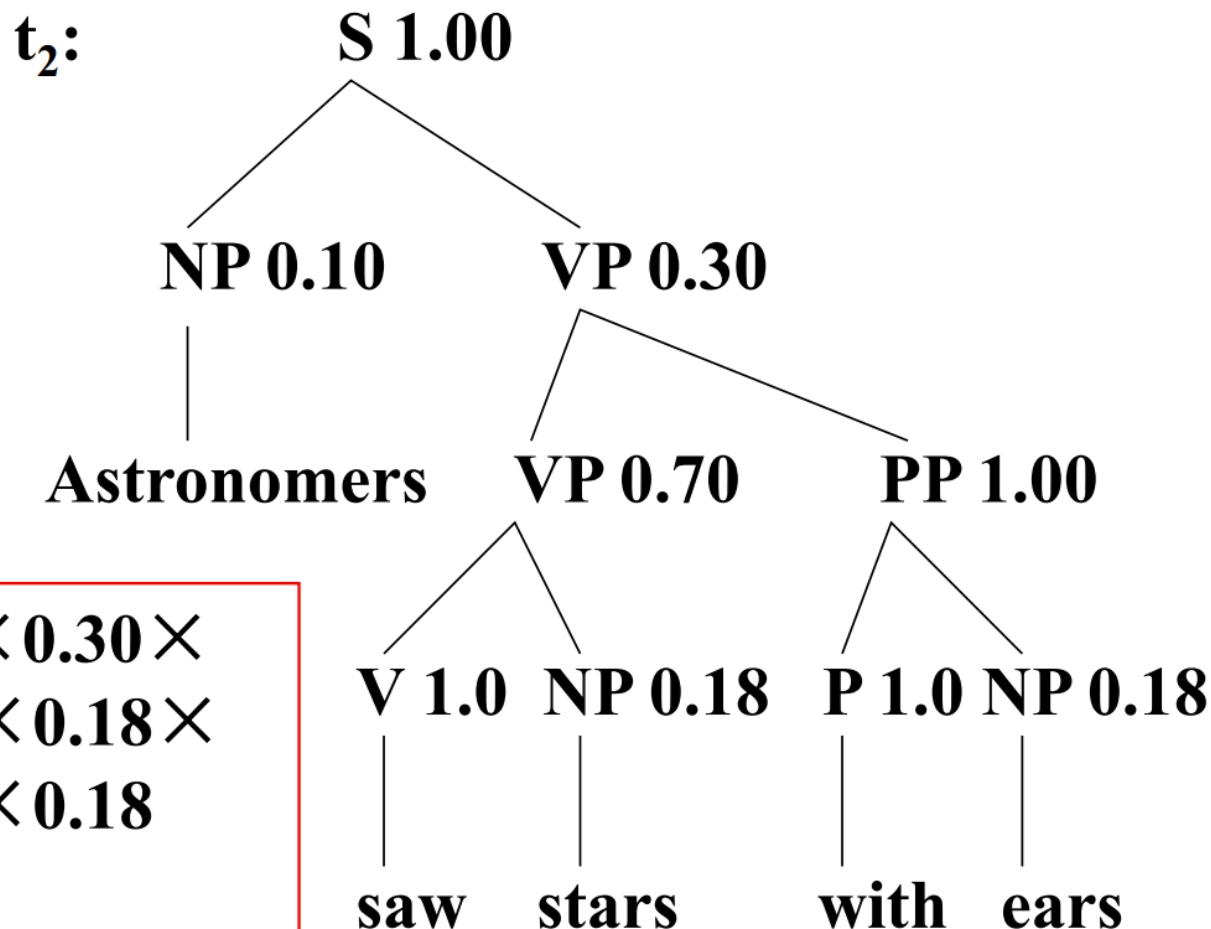 t₂: S 1.00
NP 0.10 VP 0.30
Astronomers VP 0.70 PP 1.00
×0.30×
×0.18×
×0.18
V 1.0 NP 0.18 P 1.0 NP 0.18
saw stars with ears